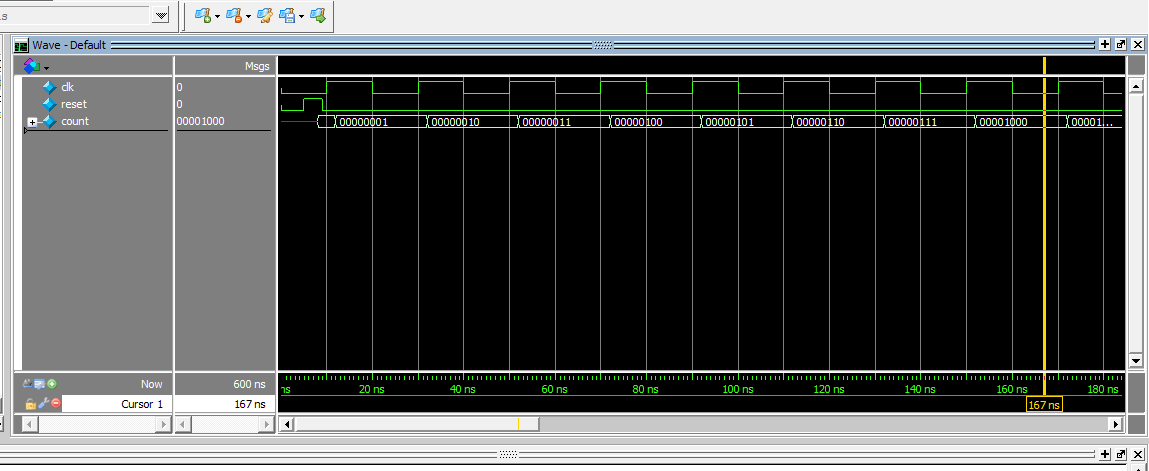 Wave - Default
Msgs
clk 0
reset 0
count 00001000
00000001 00000010 00000011 00000100 00000101 00000110 00000111 00001000 00001...
Now 600 ns
ns 20 ns 40 ns 60 ns 80 ns 100 ns 120 ns 140 ns 160 ns 180 ns
Cursor 1 167 ns
167 ns